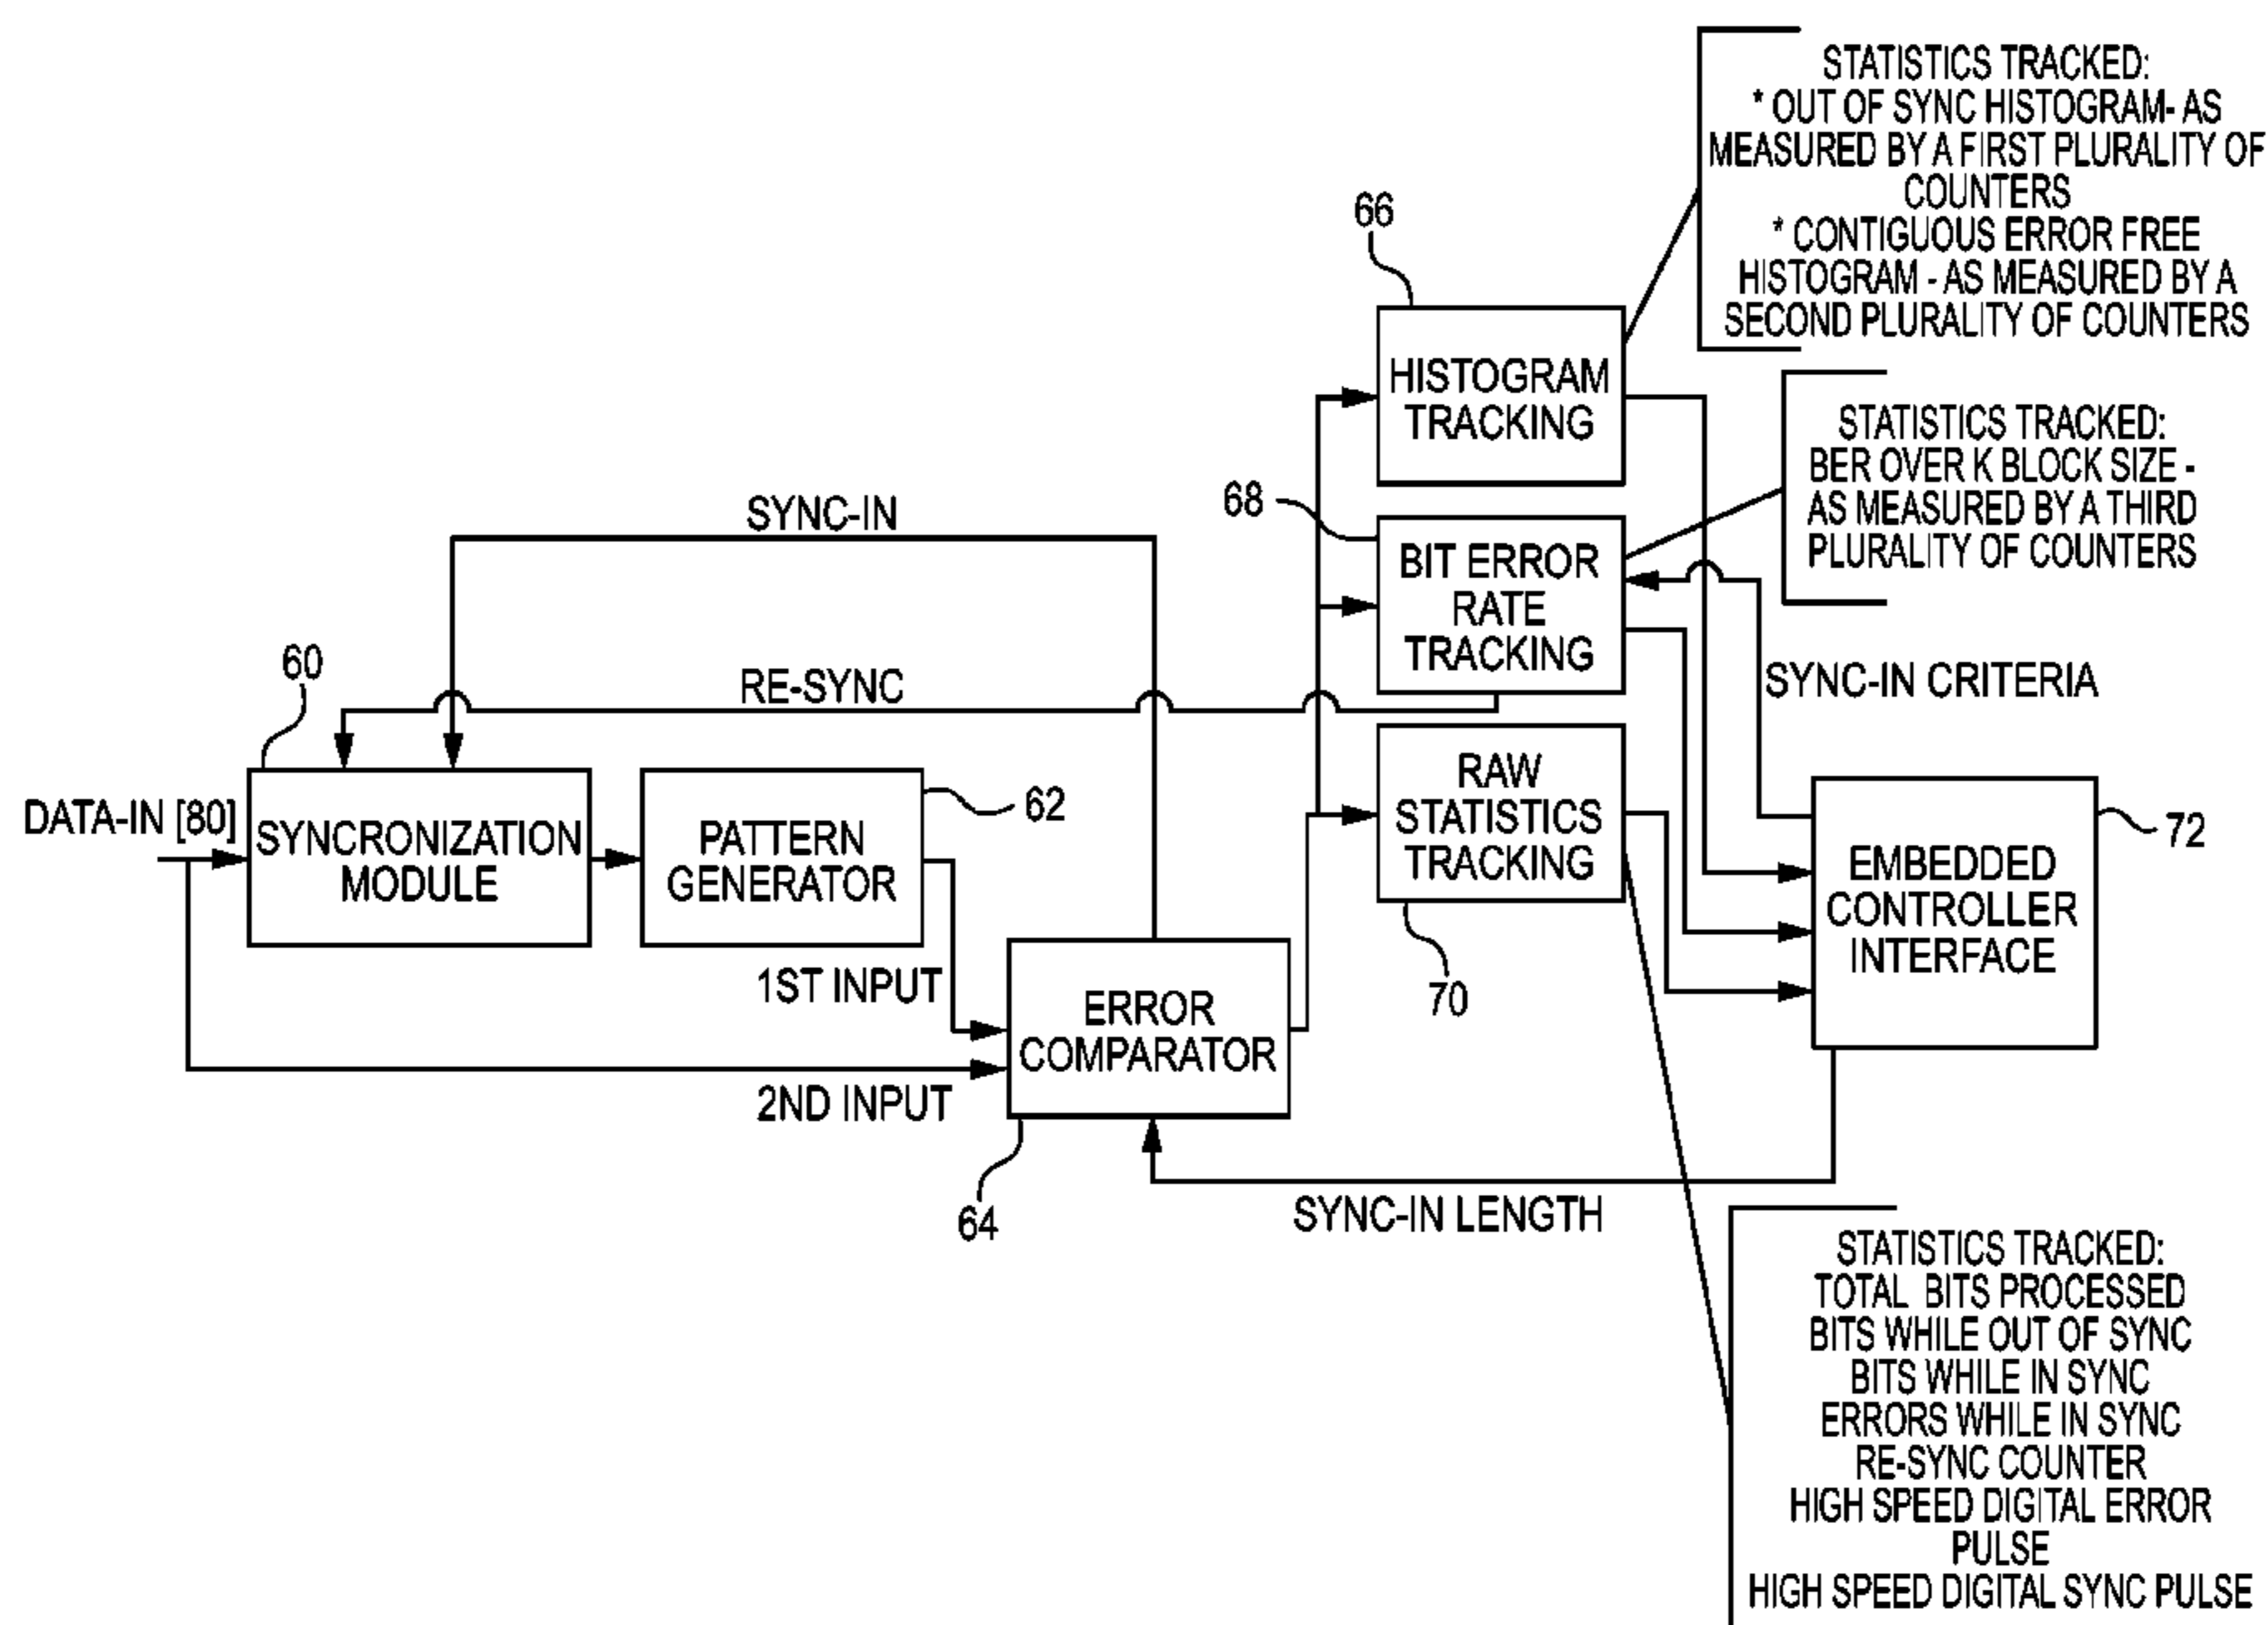 STATISTICS TRACKED:
* OUT OF SYNC HISTOGRAM- AS
MEASURED BY A FIRST PLURALITY OF
COUNTERS
* CONTIGUOUS ERROR FREE
HISTOGRAM - AS MEASURED BY A
SECOND PLURALITY OF COUNTERS
66
HISTOGRAM
TRACKING
STATISTICS TRACKED:
BER OVER K BLOCK SIZE -
AS MEASURED BY A THIRD
PLURALITY OF COUNTERS
68
BIT ERROR
RATE
TRACKING
SYNC-IN
RE-SYNC
SYNC-IN CRITERIA
60
DATA-IN [80]
SYNCRONIZATION
MODULE
62
PATTERN
GENERATOR
RAW
STATISTICS
TRACKING
70
72
EMBEDDED
CONTROLLER
INTERFACE
1ST INPUT
2ND INPUT
ERROR
COMPARATOR
64
SYNC-IN LENGTH
STATISTICS TRACKED:
TOTAL BITS PROCESSED
BITS WHILE OUT OF SYNC
BITS WHILE IN SYNC
ERRORS WHILE IN SYNC
RE-SYNC COUNTER
HIGH SPEED DIGITAL ERROR
PULSE
HIGH SPEED DIGITAL SYNC PULSE